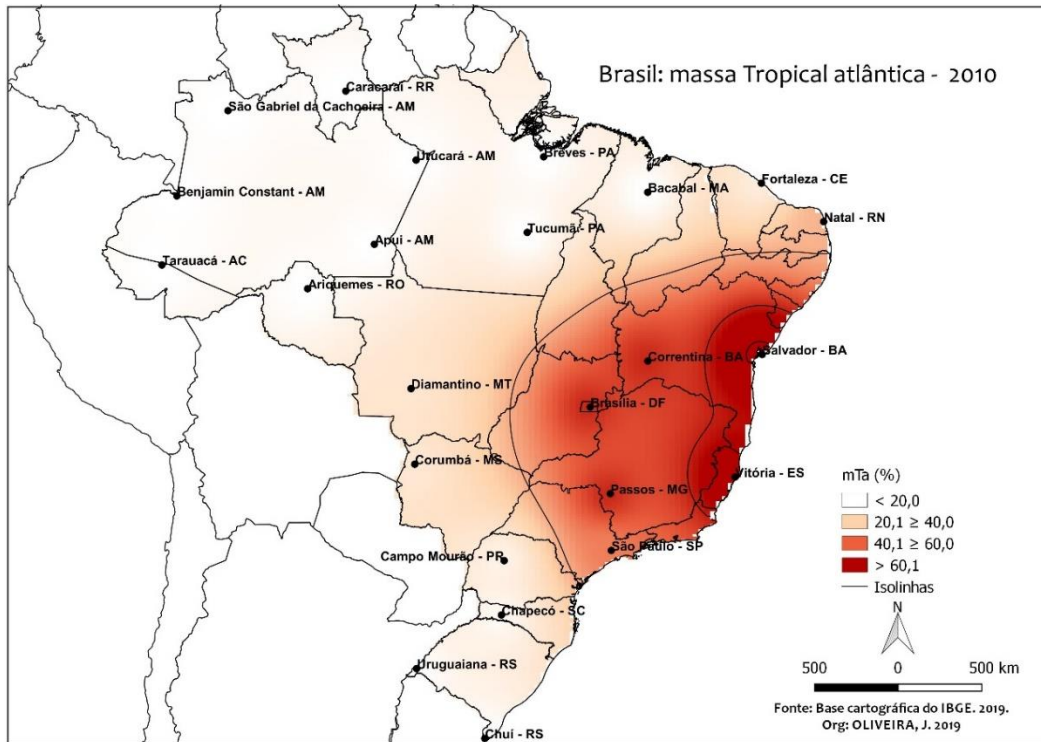 Brasil: massa Tropical atlântica - 2010
Caracaraí - RR
São Gabriel da Cachoeira - AM
Urucará - AM
Breves - PA
Fortaleza - CE
Benjamin Constant - AM
Bacabal - MA
Natal - RN
Tucumã - PA
Apuí - AM
Tarauacá - AC
Ariquemes - RO
Salvador - BA
Correntina - BA
Diamantino - MT
Brasília - DF
Corumbá - MS
Vitória - ES
Passos - MG
São Paulo - SP
Campo Mourão - PR
Chapecó - SC
Uruguaiana - RS
Chuí - RS
mTa (%)
< 20,0
20,1 ≥ 40,0
40,1 ≥ 60,0
> 60,1
Isolinhas
N
500 0 500 km
Fonte: Base cartográfica do IBGE. 2019.
Org: OLIVEIRA, J. 2019